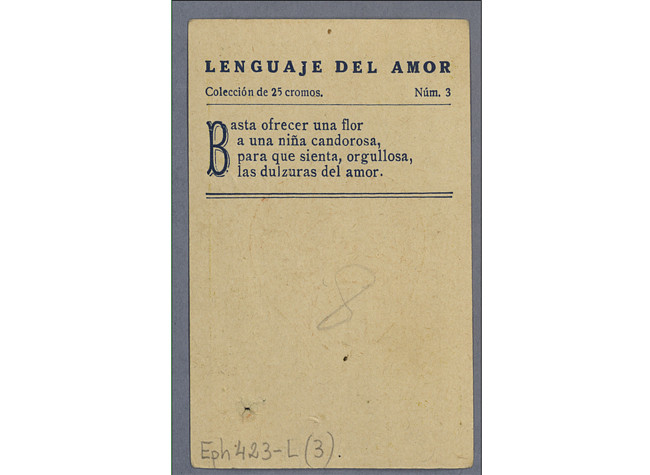 LENGUAJE DEL AMOR
Colección de 25 cromos. Núm. 3
Basta ofrecer una flor
a una niña candorosa,
para que sienta, orgullosa,
las dulzuras del amor.
8
Eph 423-L (3)